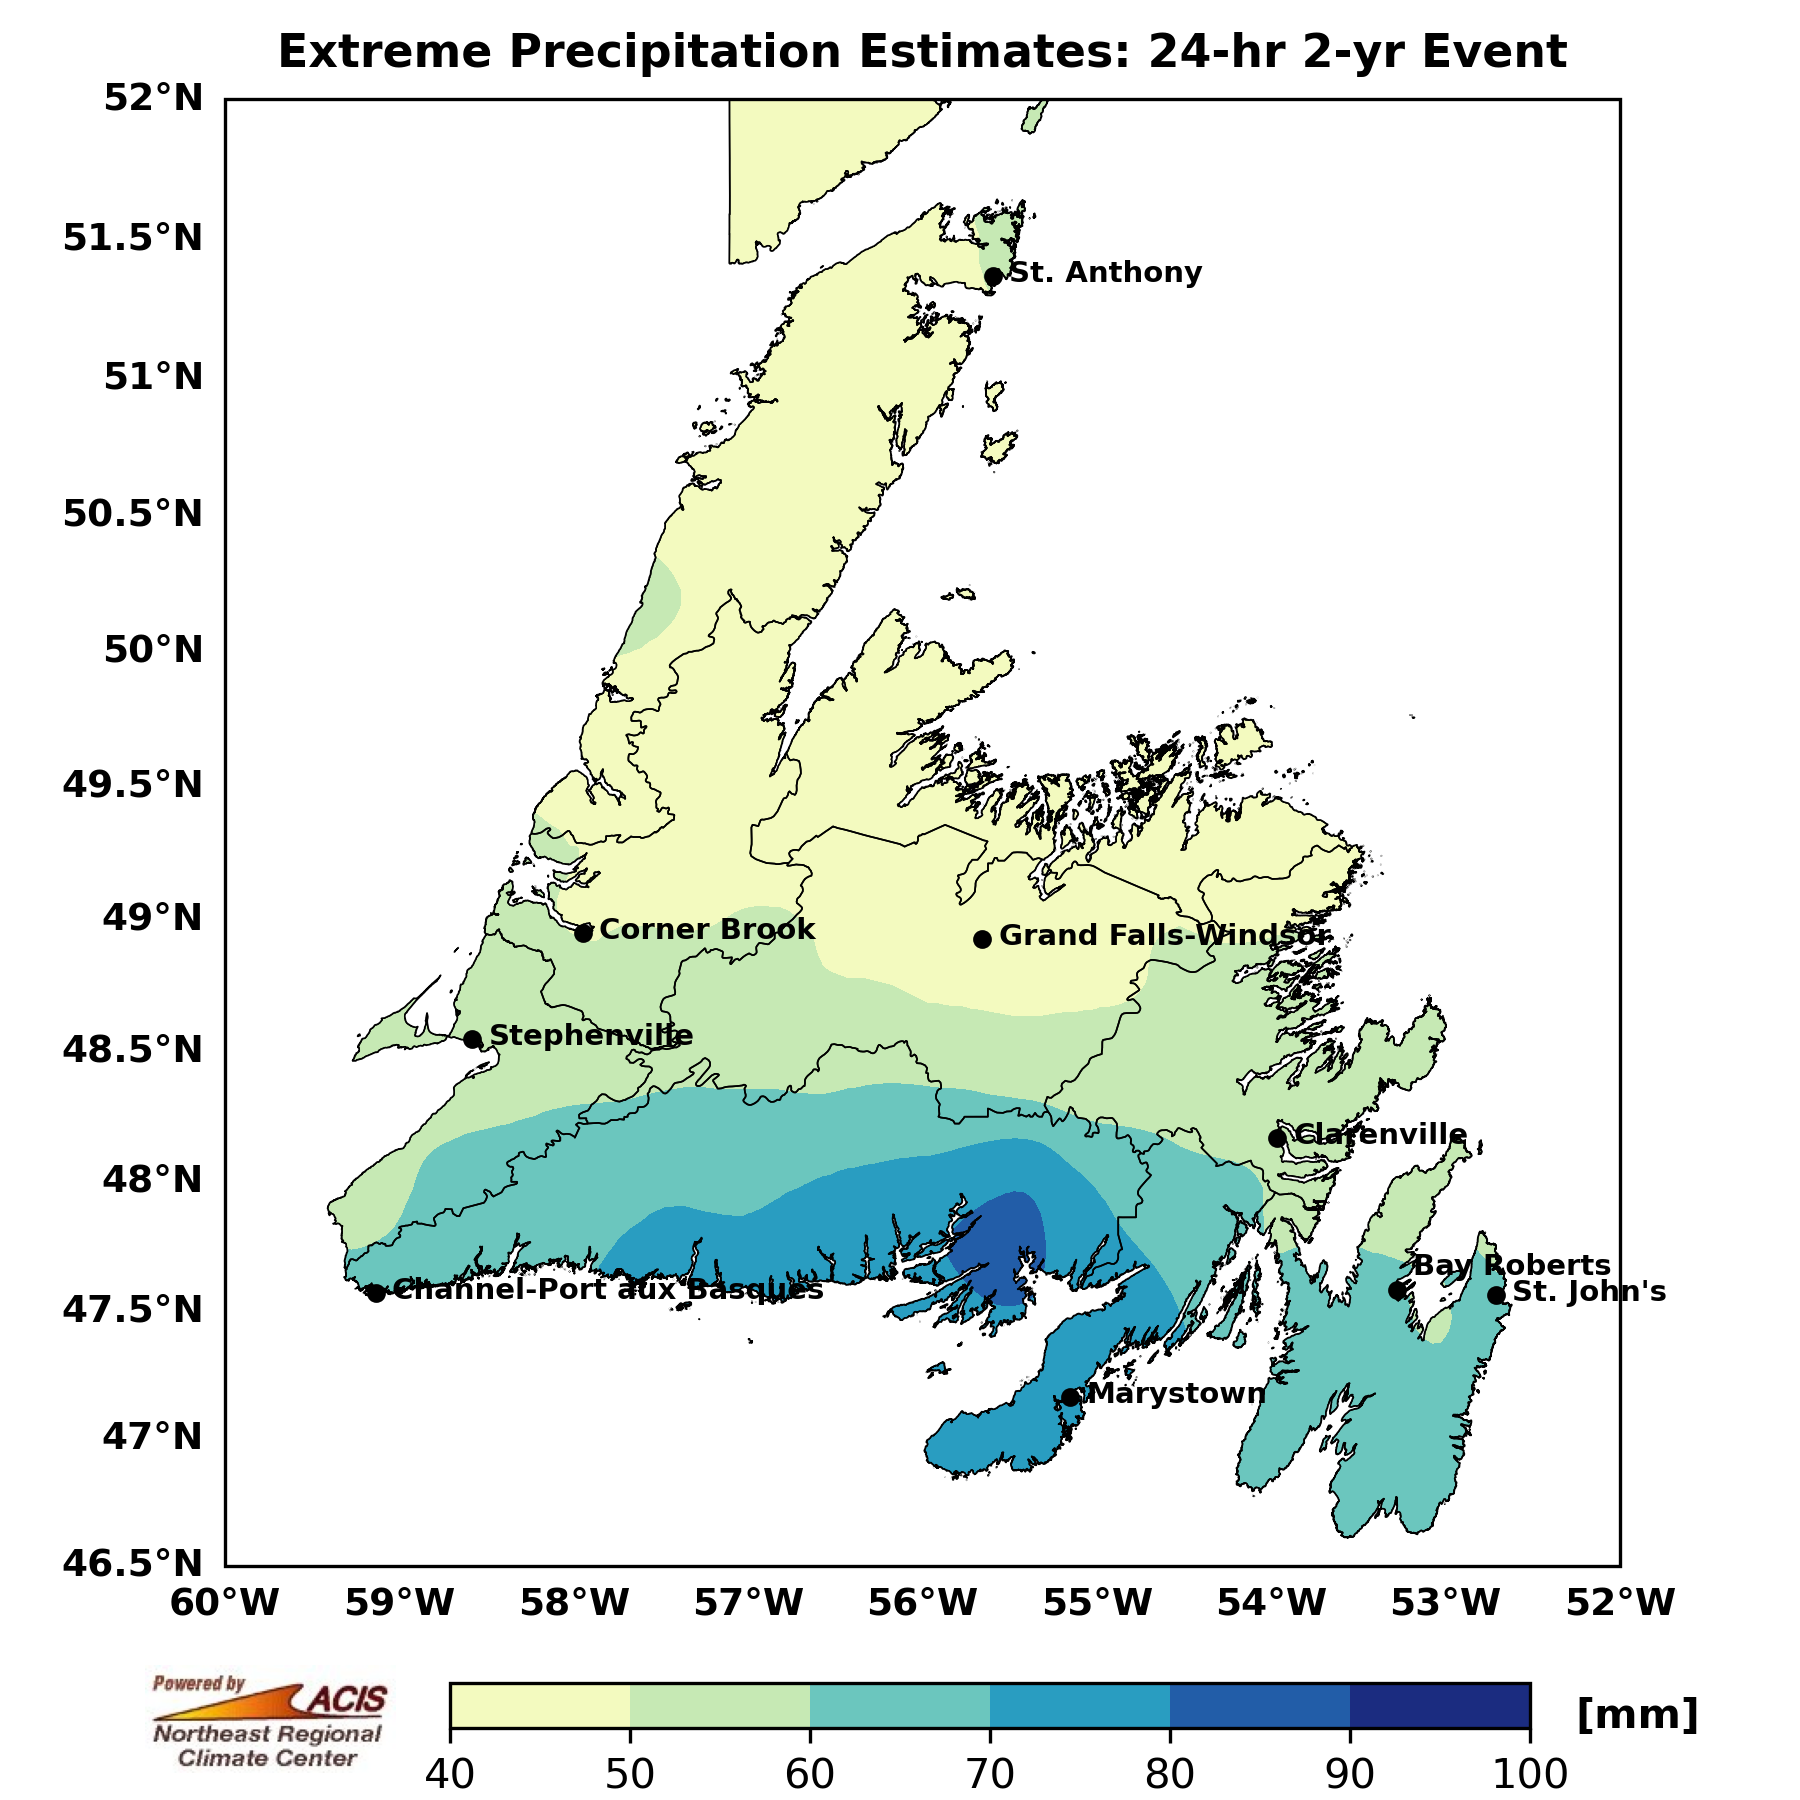 Extreme Precipitation Estimates: 24-hr 2-yr Event
52°N
51.5°N
51°N
50.5°N
50°N
49.5°N
49°N
48.5°N
48°N
47.5°N
47°N
46.5°N
St. Anthony
Corner Brook
Grand Falls-Windsor
Stephenville
Clarenville
Bay Roberts
Channel-Port aux Basques
St. John's
Marystown
60°W 59°W 58°W 57°W 56°W 55°W 54°W 53°W 52°W
Powered by
ACIS
Northeast Regional
Climate Center
[mm]
40 50 60 70 80 90 100